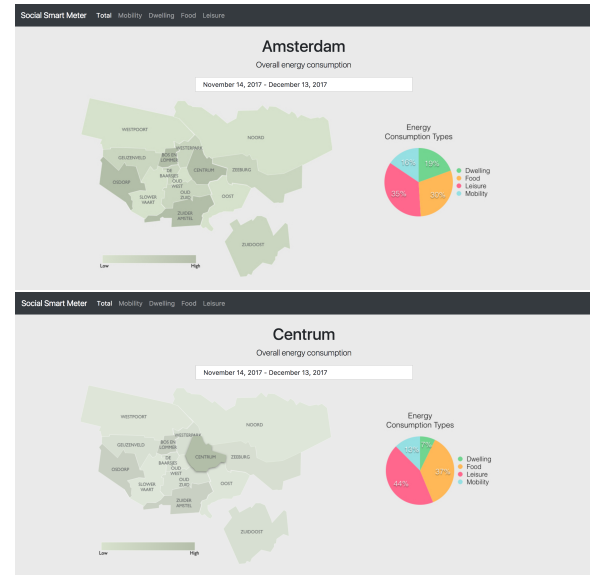 Social Smart Meter Total Mobility Dwelling Food Leisure
Amsterdam
Overall energy consumption
November 14, 2017 - December 13, 2017
WESTPOORT
NOORD
WESTERPARK
BOS EN
LOMMER
GEUZENVELD
DE
BAARSJES
CENTRUM
ZEEBURG
OUD
WEST
OSDORP
SLOTER
VAART
OUD
ZUID
OOST
ZUIDER
AMSTEL
ZUIDOOST
Low High
Energy
Consumption Types
16% 19%
35% 30%
Dwelling
Food
Leisure
Mobility
Social Smart Meter Total Mobility Dwelling Food Leisure
Centrum
Overall energy consumption
November 14, 2017 - December 13, 2017
WESTPOORT
NOORD
WESTERPARK
BOS EN
LOMMER
GEUZENVELD
DE
BAARSJES
CENTRUM
ZEEBURG
OUD
WEST
OSDORP
SLOTER
VAART
OUD
ZUID
OOST
ZUIDER
AMSTEL
ZUIDOOST
Low High
Energy
Consumption Types
7%
37%
44%
Dwelling
Food
Leisure
Mobility